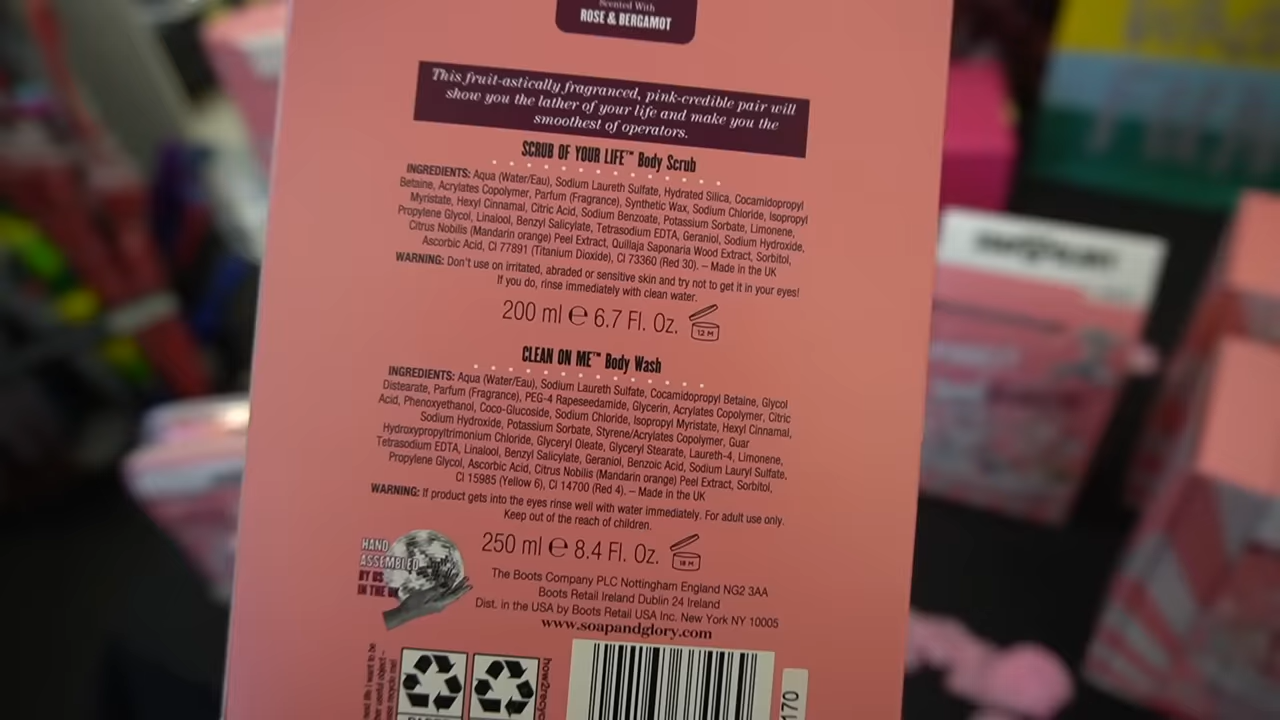 Scented With
ROSE & BERGAMOT
This fruit-astically fragranced, pink-credible pair will
show you the lather of your life and make you the
smoothest of operators.
SCRUB OF YOUR LIFE™ Body Scrub
INGREDIENTS: Aqua (Water/Eau), Sodium Laureth Sulfate, Hydrated Silica, Cocamidopropyl
Betaine, Acrylates Copolymer, Parfum (Fragrance), Synthetic Wax, Sodium Chloride, Isopropyl
Myristate, Hexyl Cinnamal, Citric Acid, Sodium Benzoate, Potassium Sorbate, Limonene,
Propylene Glycol, Linalool, Benzyl Salicylate, Tetrasodium EDTA, Geraniol, Sodium Hydroxide,
Citrus Nobilis (Mandarin orange) Peel Extract, Quillaja Saponaria Wood Extract, Sorbitol,
Ascorbic Acid, CI 77891 (Titanium Dioxide), CI 73360 (Red 30). – Made in the UK
WARNING: Don't use on irritated, abraded or sensitive skin and try not to get it in your eyes!
If you do, rinse immediately with clean water.
200 ml ℮ 6.7 Fl. Oz.
12 M
CLEAN ON ME™ Body Wash
INGREDIENTS: Aqua (Water/Eau), Sodium Laureth Sulfate, Cocamidopropyl Betaine, Glycol
Distearate, Parfum (Fragrance), PEG-4 Rapeseedamide, Glycerin, Acrylates Copolymer, Citric
Acid, Phenoxyethanol, Coco-Glucoside, Sodium Chloride, Isopropyl Myristate, Hexyl Cinnamal,
Sodium Hydroxide, Potassium Sorbate, Styrene/Acrylates Copolymer, Guar
Hydroxypropyltrimonium Chloride, Glyceryl Oleate, Glyceryl Stearate, Laureth-4, Limonene,
Tetrasodium EDTA, Linalool, Benzyl Salicylate, Geraniol, Benzoic Acid, Sodium Lauryl Sulfate,
Propylene Glycol, Ascorbic Acid, Citrus Nobilis (Mandarin orange) Peel Extract, Sorbitol,
CI 15985 (Yellow 6), CI 14700 (Red 4). – Made in the UK
WARNING: If product gets into the eyes rinse well with water immediately. For adult use only.
Keep out of the reach of children.
250 ml ℮ 8.4 Fl. Oz.
18 M
HAND
ASSEMBLED
BY US
IN THE
The Boots Company PLC Nottingham England NG2 3AA
Boots Retail Ireland Dublin 24 Ireland
Dist. in the USA by Boots Retail USA Inc. New York NY 10005
www.soapandglory.com
life I want to be
how2recyc
170